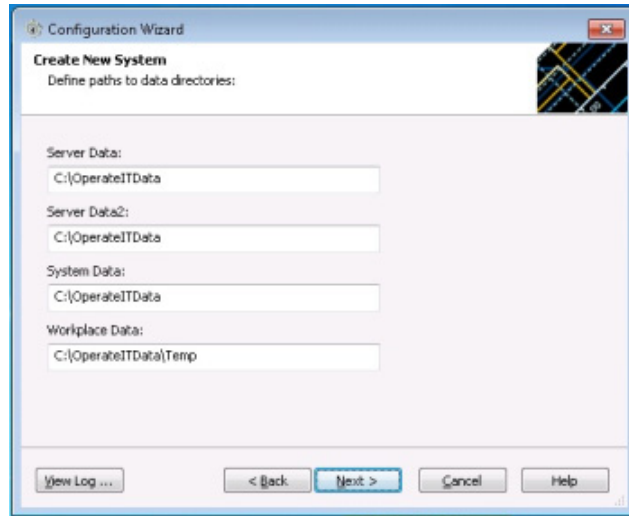 Configuration Wizard
Create New System
Define paths to data directories:
Server Data:
C:\OperateITData
Server Data2:
C:\OperateITData
System Data:
C:\OperateITData
Workplace Data:
C:\OperateITData\Temp
View Log ... < Back Next > Cancel Help